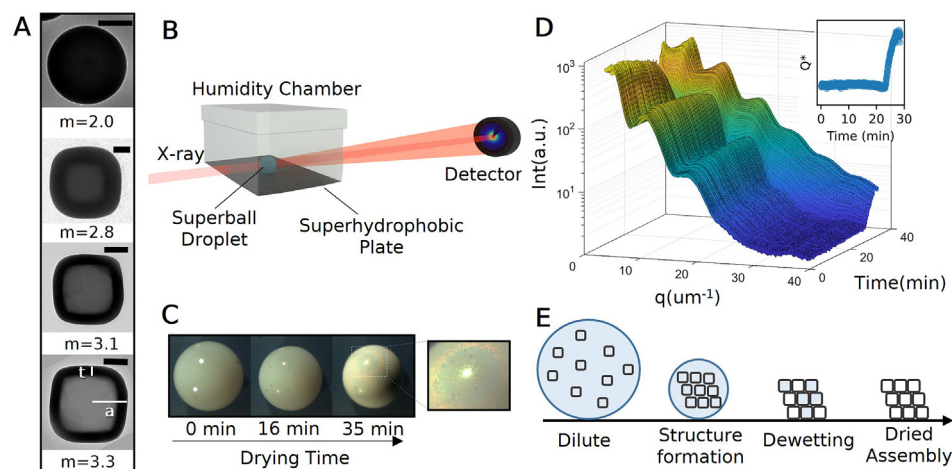 A
m=2.0
m=2.8
m=3.1
t
a
m=3.3
B
Humidity Chamber
X-ray
Superball
Droplet
Superhydrophobic
Plate
Detector
C
0 min
16 min
35 min
Drying Time
D
Int(a.u.)
10³
10²
10¹
0
10
20
30
40
q(um⁻¹)
0
20
40
Time(min)
Q*
0
10
20
30
Time (min)
E
Dilute
Structure
formation
Dewetting
Dried
Assembly